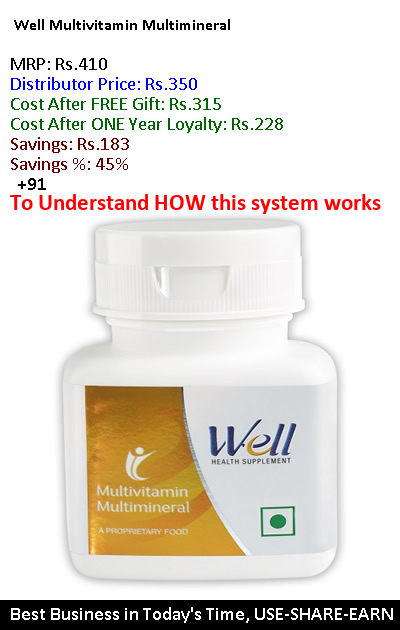 Well Multivitamin Multimineral
MRP: Rs.410
Distributor Price: Rs.350
Cost After FREE Gift: Rs.315
Cost After ONE Year Loyalty: Rs.228
Savings: Rs.183
Savings %: 45%
+91
To Understand HOW this system works
Well
HEALTH SUPPLEMENT
Multivitamin
Multimineral
A PROPRIETARY FOOD
Best Business in Today's Time, USE-SHARE-EARN